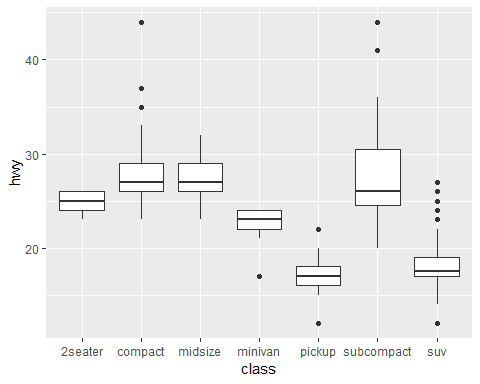 hwy
40
30
20
2seater compact midsize minivan pickup subcompact suv
class